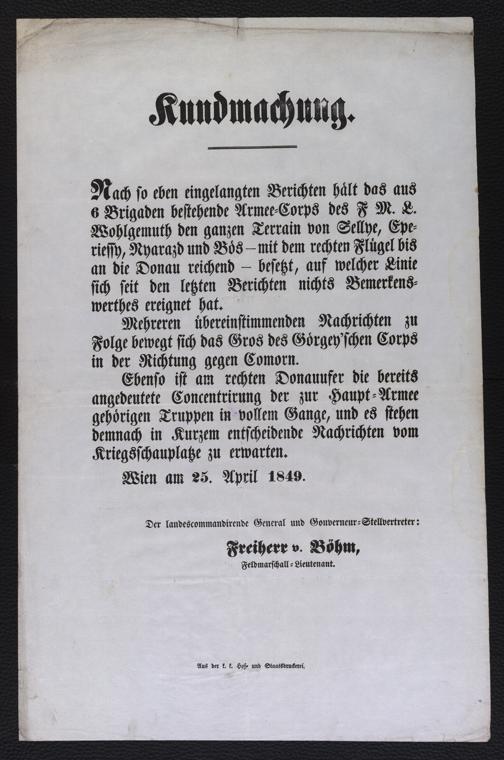 Kundmachung.
Nach so eben eingelangten Berichten hält das aus
6 Brigaden bestehende Armee-Corps des F M. L.
Wohlgemuth den ganzen Terrain von Sellye, Epe-
riessy, Nyarazd und Bös — mit dem rechten Flügel bis
an die Donau reichend — besetzt, auf welcher Linie
sich seit den letzten Berichten nichts Bemerkens-
werthes ereignet hat.
Mehreren übereinstimmenden Nachrichten zu
Folge bewegt sich das Gros des Görgey'schen Corps
in der Richtung gegen Comorn.
Ebenso ist am rechten Donauufer die bereits
angedeutete Concentrirung der zur Haupt-Armee
gehörigen Truppen in vollem Gange, und es stehen
demnach in Kurzem entscheidende Nachrichten vom
Kriegsschauplatze zu erwarten.
Wien am 25. April 1849.
Der landescommandirende General und Gouverneur-Stellvertreter:
Freiherr v. Böhm,
Feldmarschall-Lieutenant.
Aus der k. k. Hof- und Staatsdruckerei.